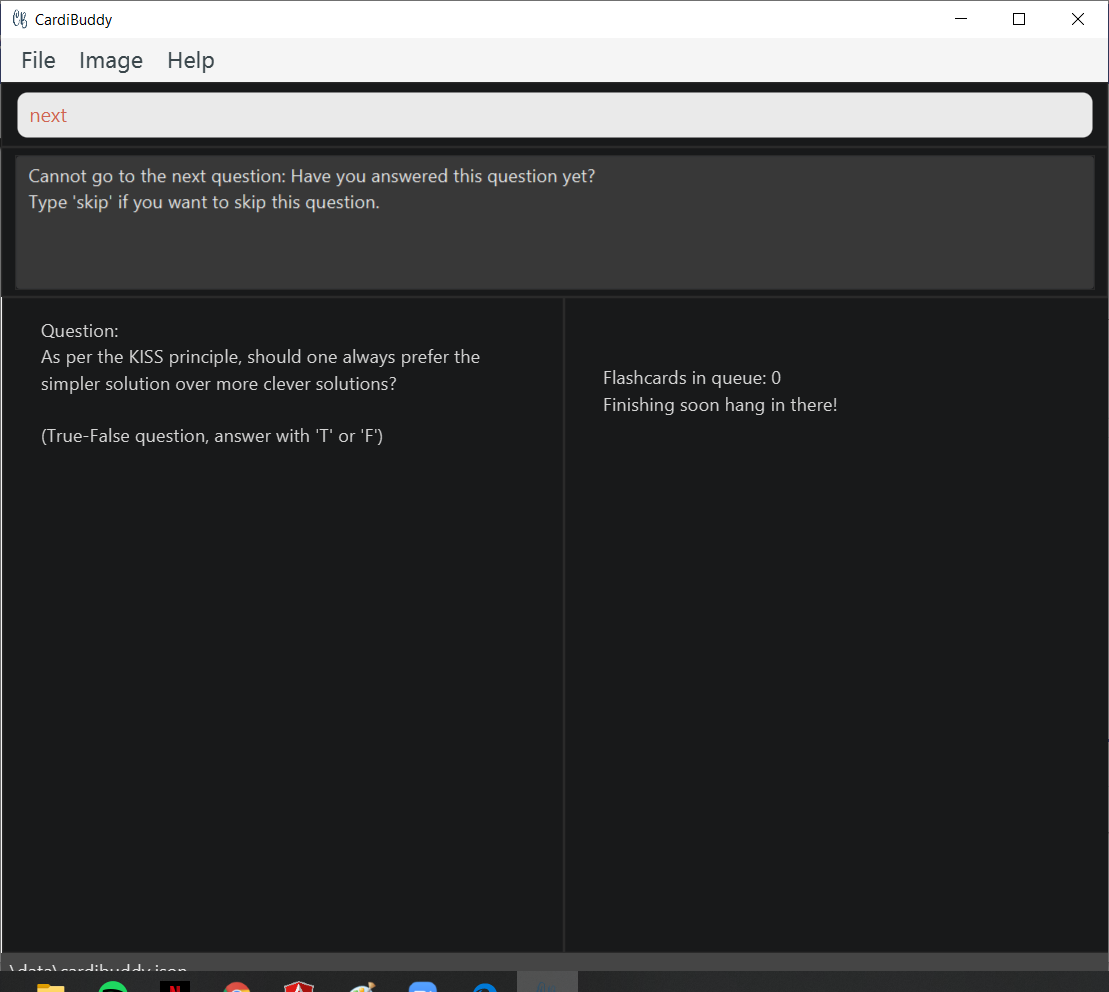 CardiBuddy
File Image Help
next
Cannot go to the next question: Have you answered this question yet?
Type 'skip' if you want to skip this question.
Question:
As per the KISS principle, should one always prefer the
simpler solution over more clever solutions?
(True-False question, answer with 'T' or 'F')
Flashcards in queue: 0
Finishing soon hang in there!
\data\cardibuddy.json